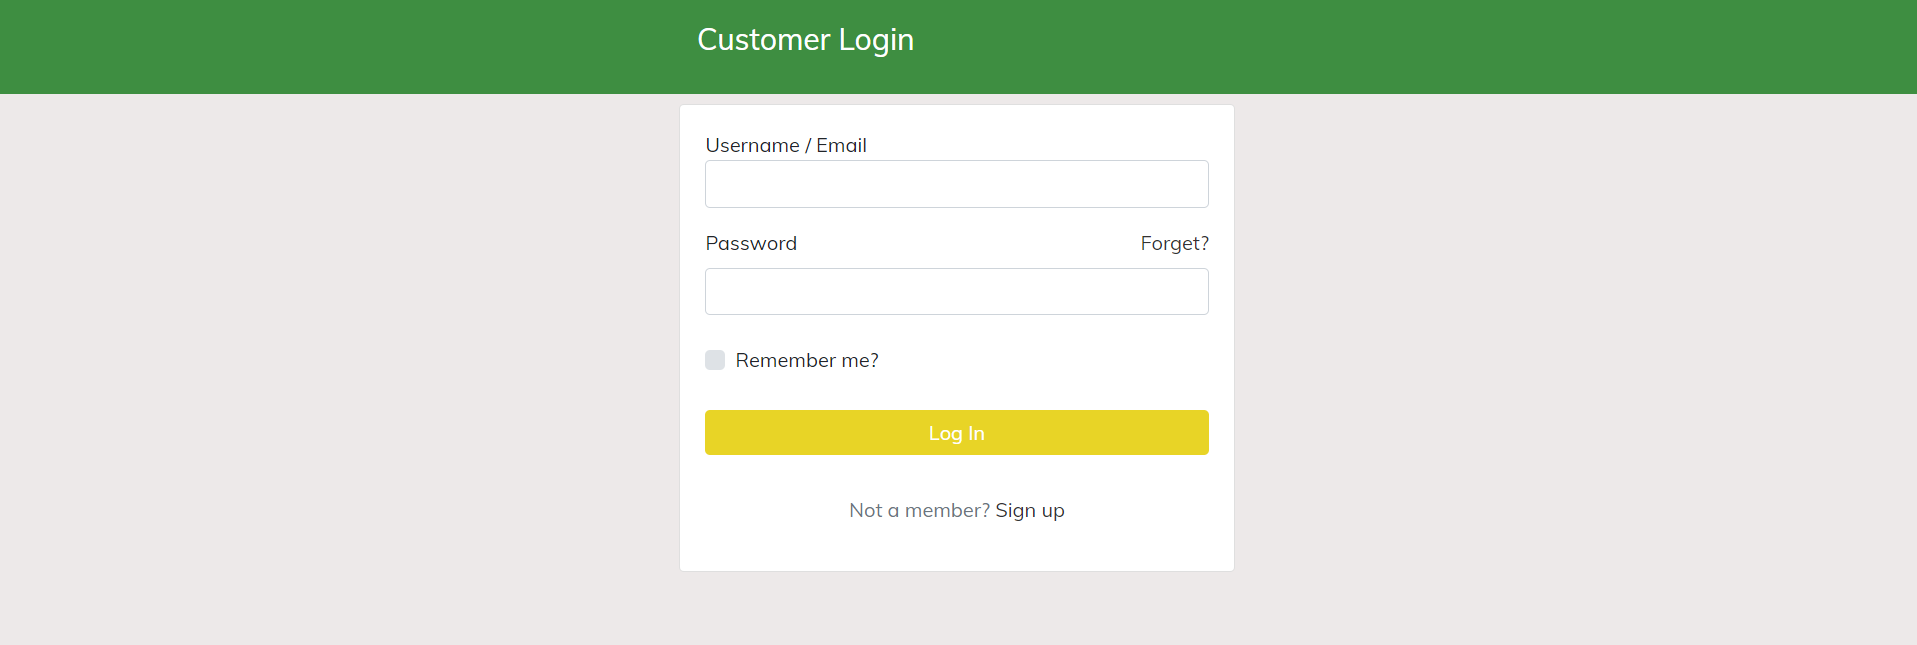 Customer Login
Username / Email
Password Forget?
Remember me?
Log In
Not a member? Sign up